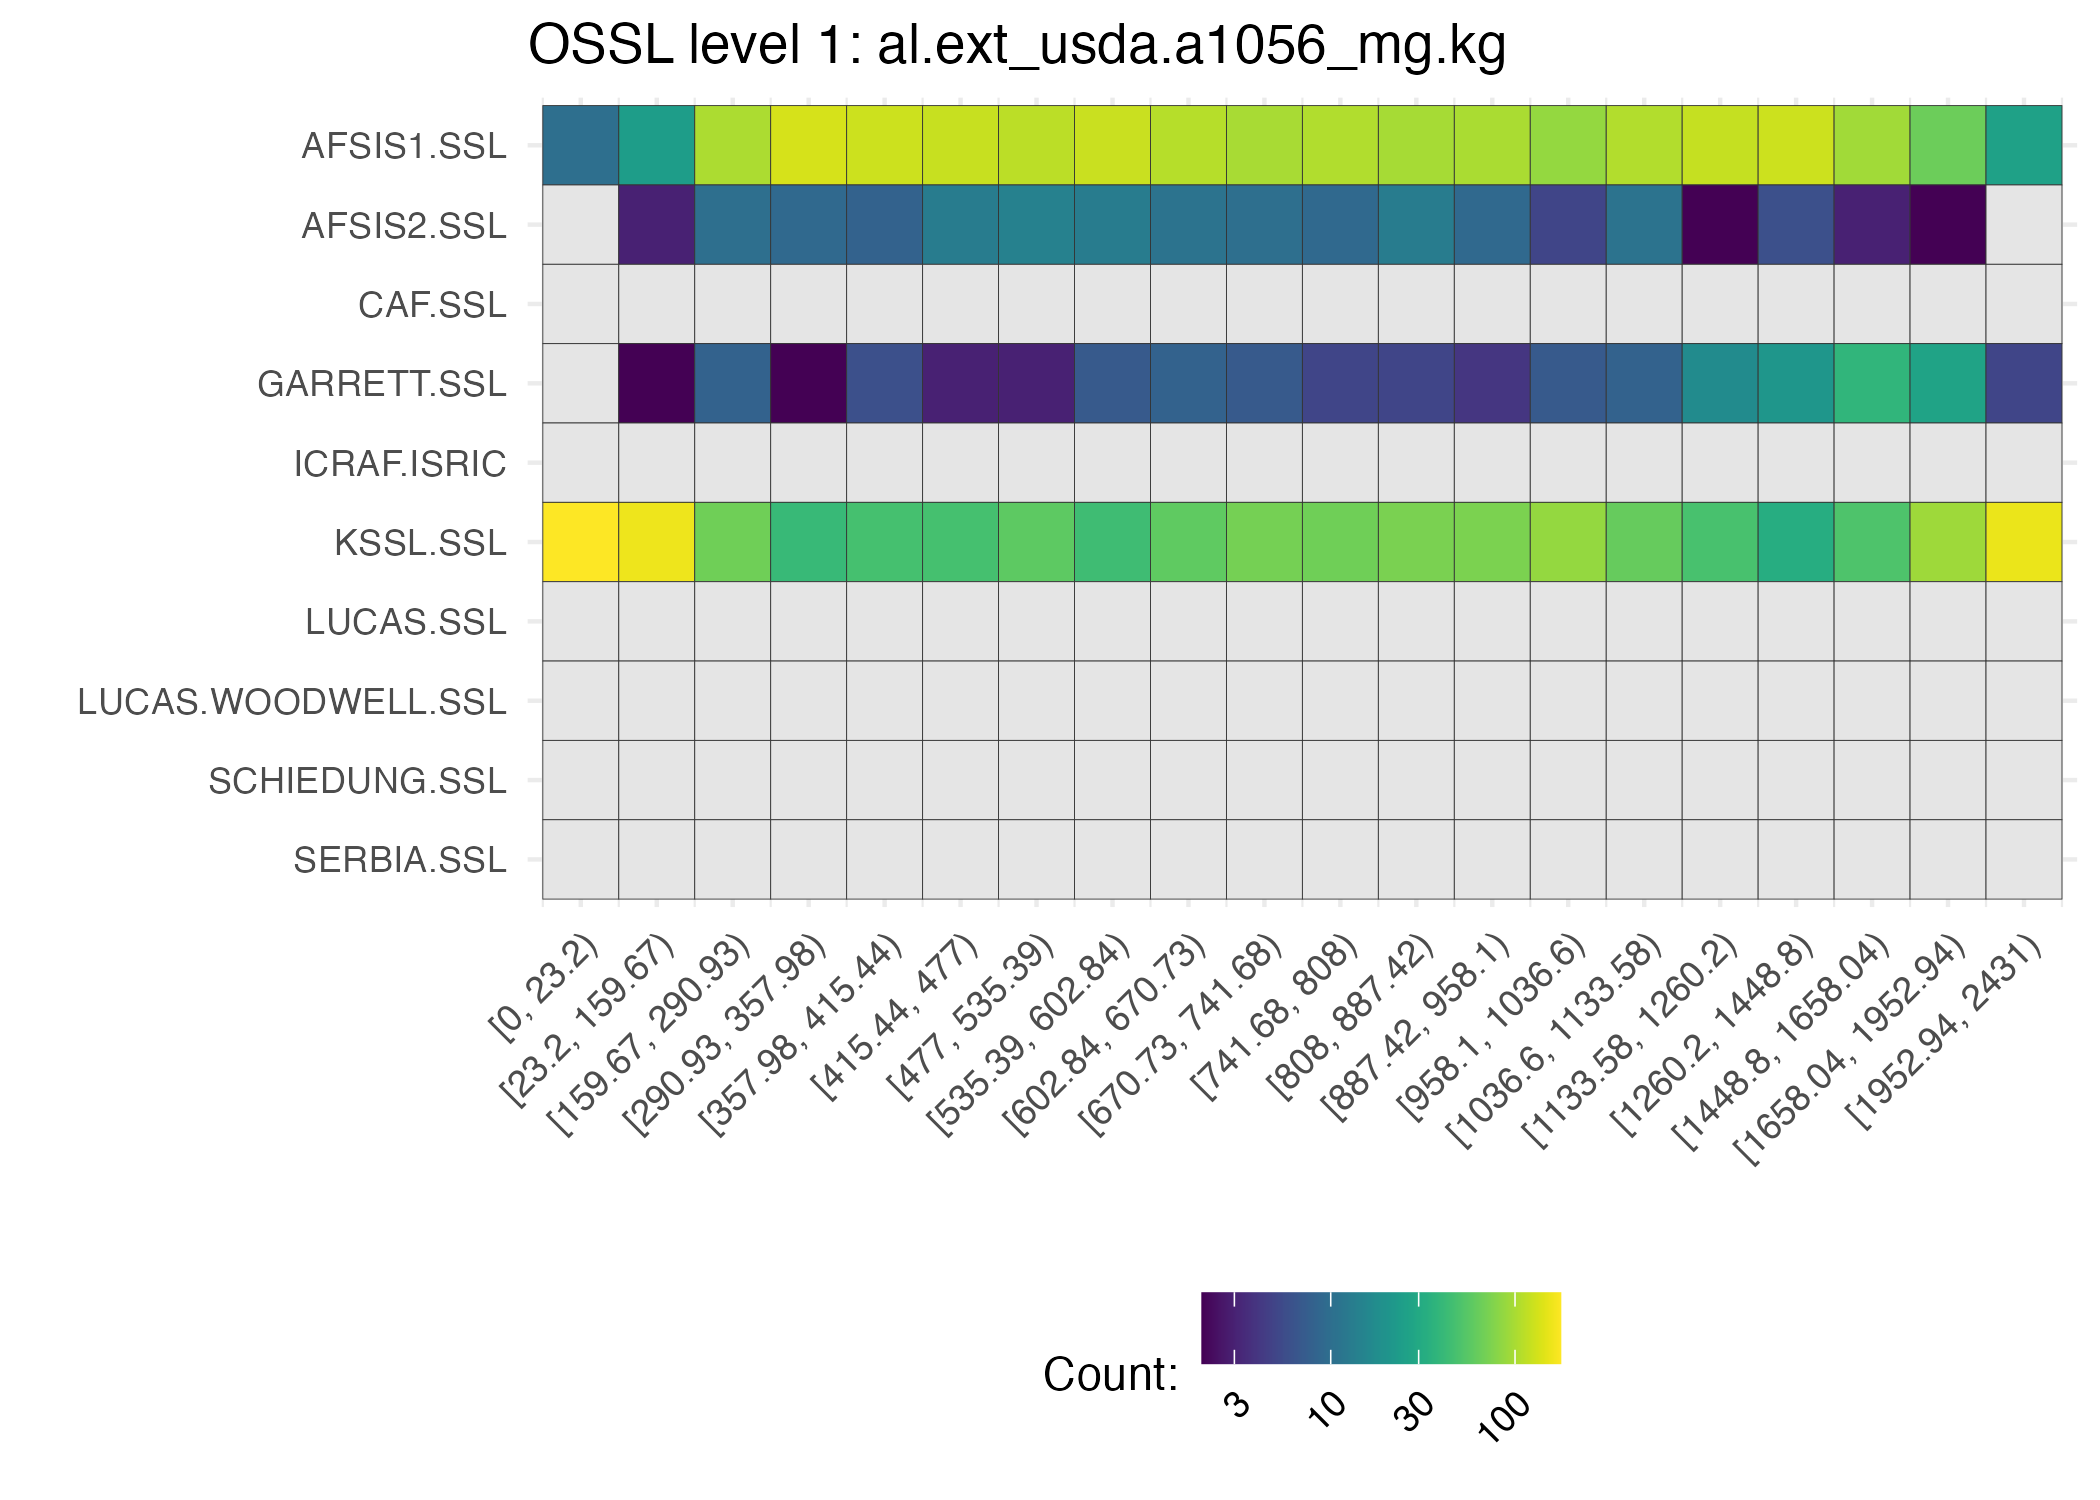 OSSL level 1: al.ext_usda.a1056_mg.kg
AFSIS1.SSL
AFSIS2.SSL
CAF.SSL
GARRETT.SSL
ICRAF.ISRIC
KSSL.SSL
LUCAS.SSL
LUCAS.WOODWELL.SSL
SCHIEDUNG.SSL
SERBIA.SSL
[0, 23.2)
[23.2, 159.67)
[159.67, 290.93)
[290.93, 357.98)
[357.98, 415.44)
[415.44, 477)
[477, 535.39)
[535.39, 602.84)
[602.84, 670.73)
[670.73, 741.68)
[741.68, 808)
[808, 887.42)
[887.42, 958.1)
[958.1, 1036.6)
[1036.6, 1133.58)
[1133.58, 1260.2)
[1260.2, 1448.8)
[1448.8, 1658.04)
[1658.04, 1952.94)
[1952.94, 2431)
Count:
3
10
30
100